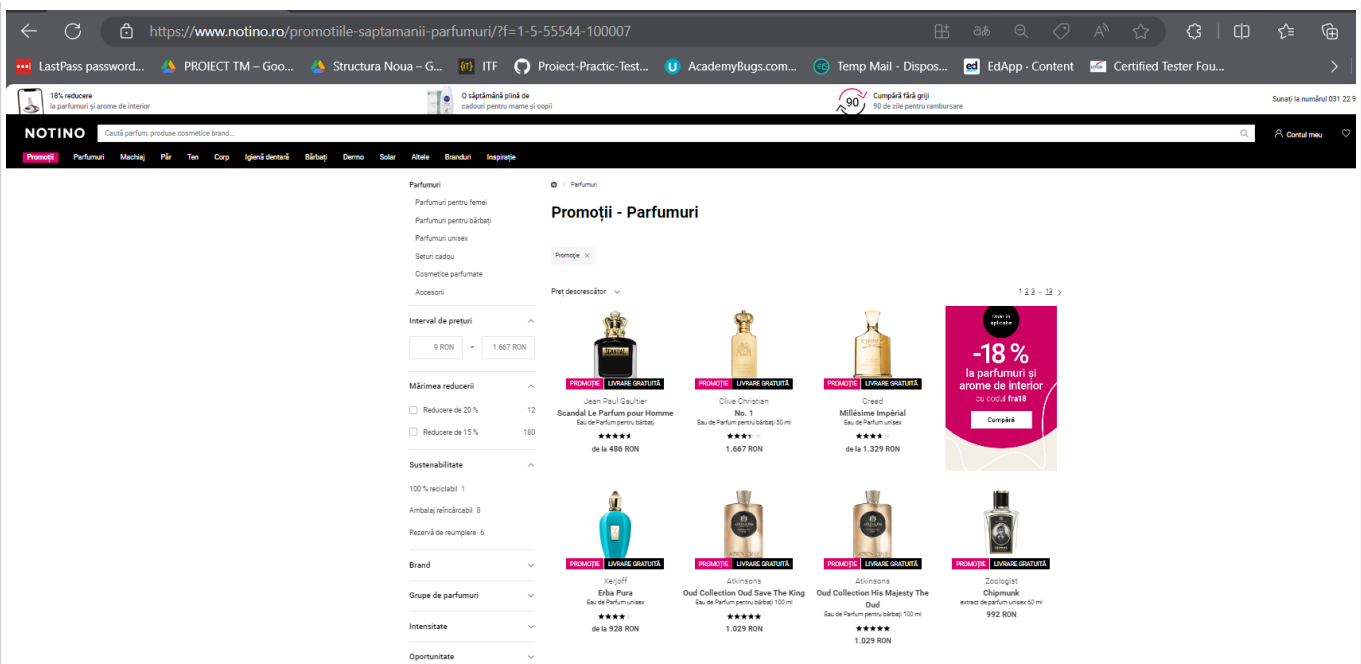 https://www.notino.ro/promotiile-saptamanii-parfumuri/?f=1-5-55544-100007
LastPass password... PROIECT TM – Goo... Structura Noua – G... ITF Proiect-Practic-Test... AcademyBugs.com... Temp Mail - Dispos... ed EdApp - Content Certified Tester Fou...
18% reducere
la parfumuri și arome de interior
O săptămână plină de
cadouri pentru mame și copii
90
Cumpără fără griji
90 de zile pentru rambursare
Sunați la numărul 031 22 9
NOTINO Caută parfum, produse cosmetice brand... Contul meu
Promoții Parfumuri Machiaj Păr Ten Corp Igienă dentară Bărbați Dermo Solar Altele Branduri Inspirație
Parfumuri
Parfumuri pentru femei
Parfumuri pentru bărbați
Parfumuri unisex
Seturi cadou
Cosmetice parfumate
Accesorii
Interval de prețuri
9 RON - 1.667 RON
Mărimea reducerii
Reducere de 20 % 12
Reducere de 15 % 180
Sustenabilitate
100 % reciclabil 1
Ambalaj reîncărcabil 8
Rezervă de reumplere 6
Brand
Grupe de parfumuri
Intensitate
Oportunitate
/ Parfumuri
Promoții - Parfumuri
Promoție ×
Preț descrescător
1 2 3 ... 13 >
SCANDAL
PROMOȚIE LIVRARE GRATUITĂ
Jean Paul Gaultier
Scandal Le Parfum pour Homme
Eau de Parfum pentru bărbați
de la 486 RON
PROMOȚIE LIVRARE GRATUITĂ
Clive Christian
No. 1
Eau de Parfum pentru bărbați 50 ml
1.667 RON
PROMOȚIE LIVRARE GRATUITĂ
Creed
Millésime Impérial
Eau de Parfum unisex
de la 1.329 RON
Doar în
aplicație
-18 %
la parfumuri și
arome de interior
cu codul fra18
Cumpără
PROMOȚIE LIVRARE GRATUITĂ
Xerjoff
Erba Pura
Eau de Parfum unisex
de la 928 RON
PROMOȚIE LIVRARE GRATUITĂ
Atkinsons
Oud Collection Oud Save The King
Eau de Parfum pentru bărbați 100 ml
1.029 RON
PROMOȚIE LIVRARE GRATUITĂ
Atkinsons
Oud Collection His Majesty The
Oud
Eau de Parfum pentru bărbați 100 ml
1.029 RON
PROMOȚIE LIVRARE GRATUITĂ
Zoologist
Chipmunk
extract de parfum unisex 60 ml
992 RON